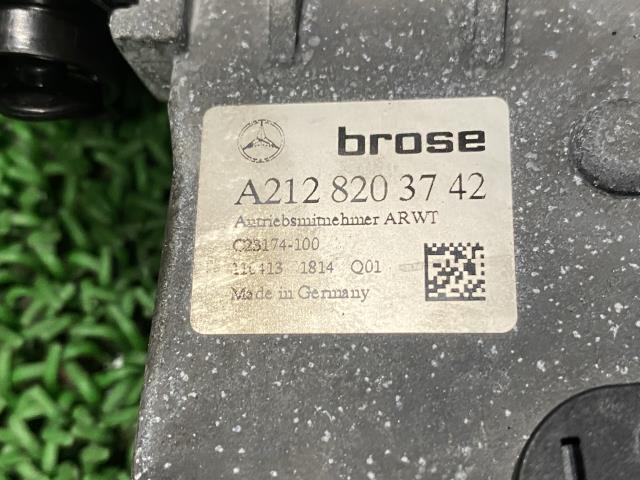 brose
A212 820 37 42
Antriebsmitnehmer ARWT
C23174-100
1814 Q01
Made in Germany